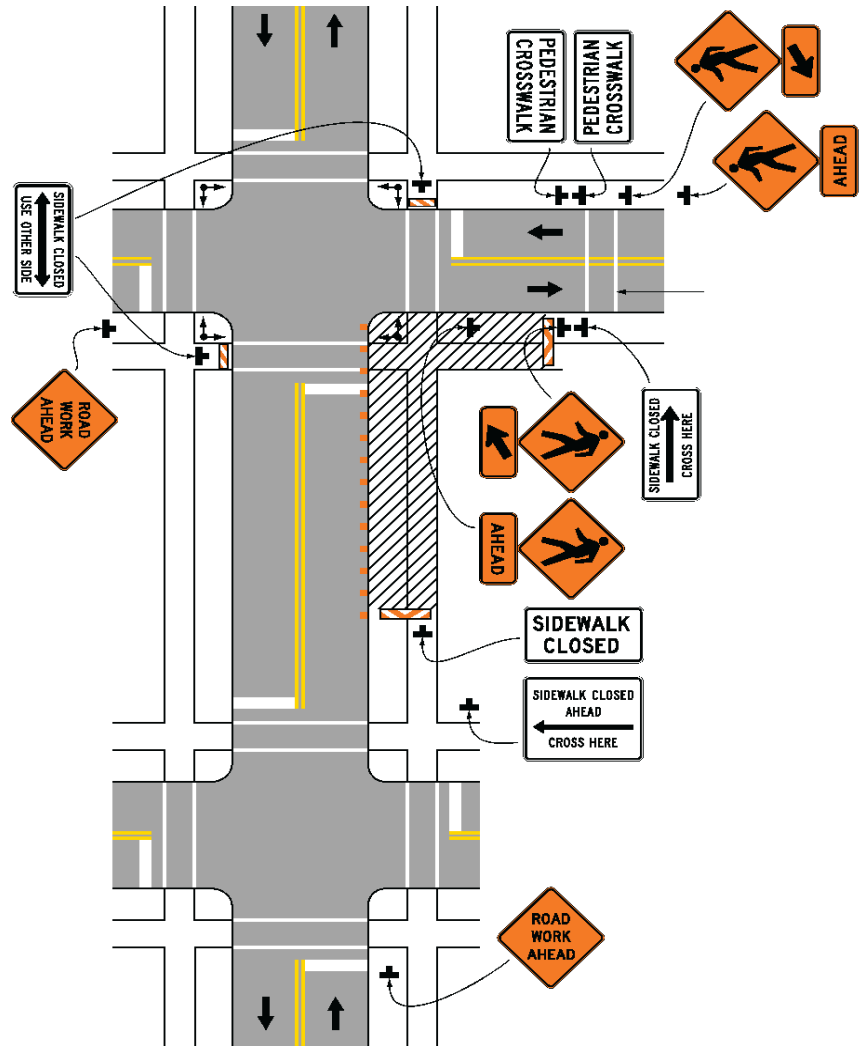 PEDESTRIAN
CROSSWALK
PEDESTRIAN
CROSSWALK
AHEAD
SIDEWALK CLOSED
USE OTHER SIDE
ROAD
WORK
AHEAD
SIDEWALK CLOSED
CROSS HERE
AHEAD
SIDEWALK
CLOSED
SIDEWALK CLOSED
AHEAD
CROSS HERE
ROAD
WORK
AHEAD